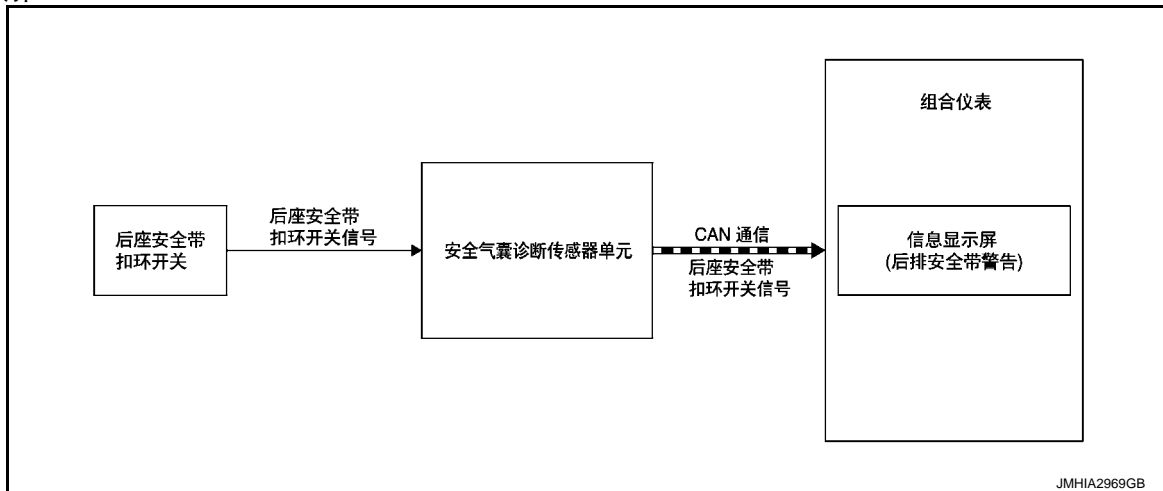 后座安全带
扣环开关
后座安全带
扣环开关信号
安全气囊诊断传感器单元
CAN 通信
后座安全带
扣环开关信号
组合仪表
信息显示屏
(后排安全带警告)
JMHIA2969GB